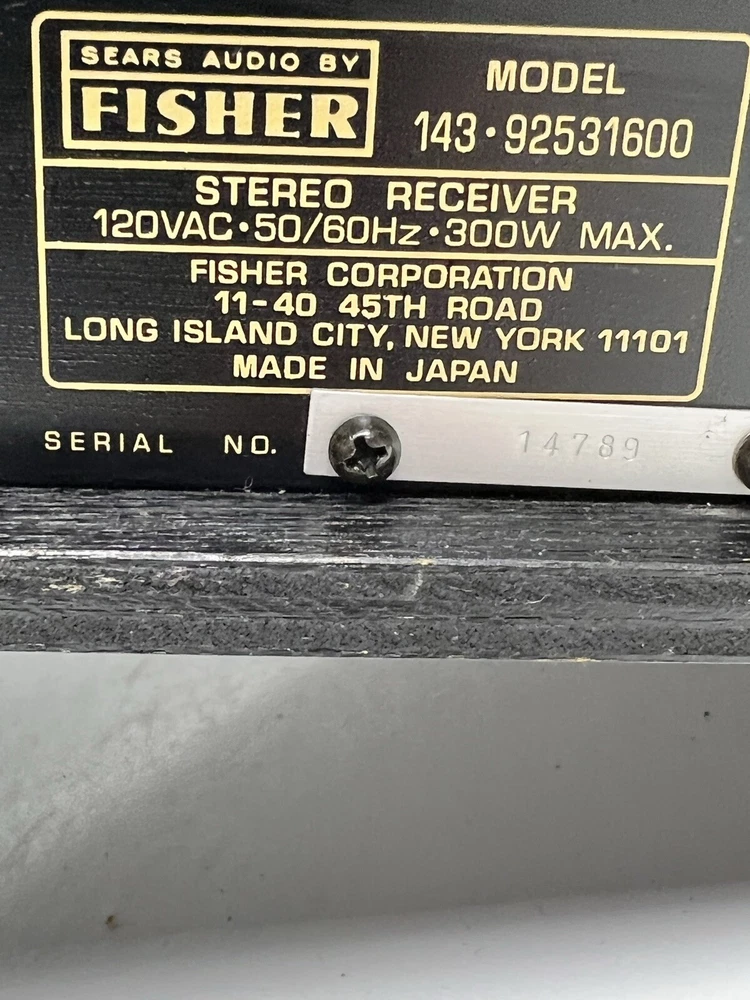 SEARS AUDIO BY
FISHER
MODEL
143·92531600
STEREO RECEIVER
120VAC·50/60Hz·300W MAX.
FISHER CORPORATION
11-40 45TH ROAD
LONG ISLAND CITY, NEW YORK 11101
MADE IN JAPAN
SERIAL NO. 14789